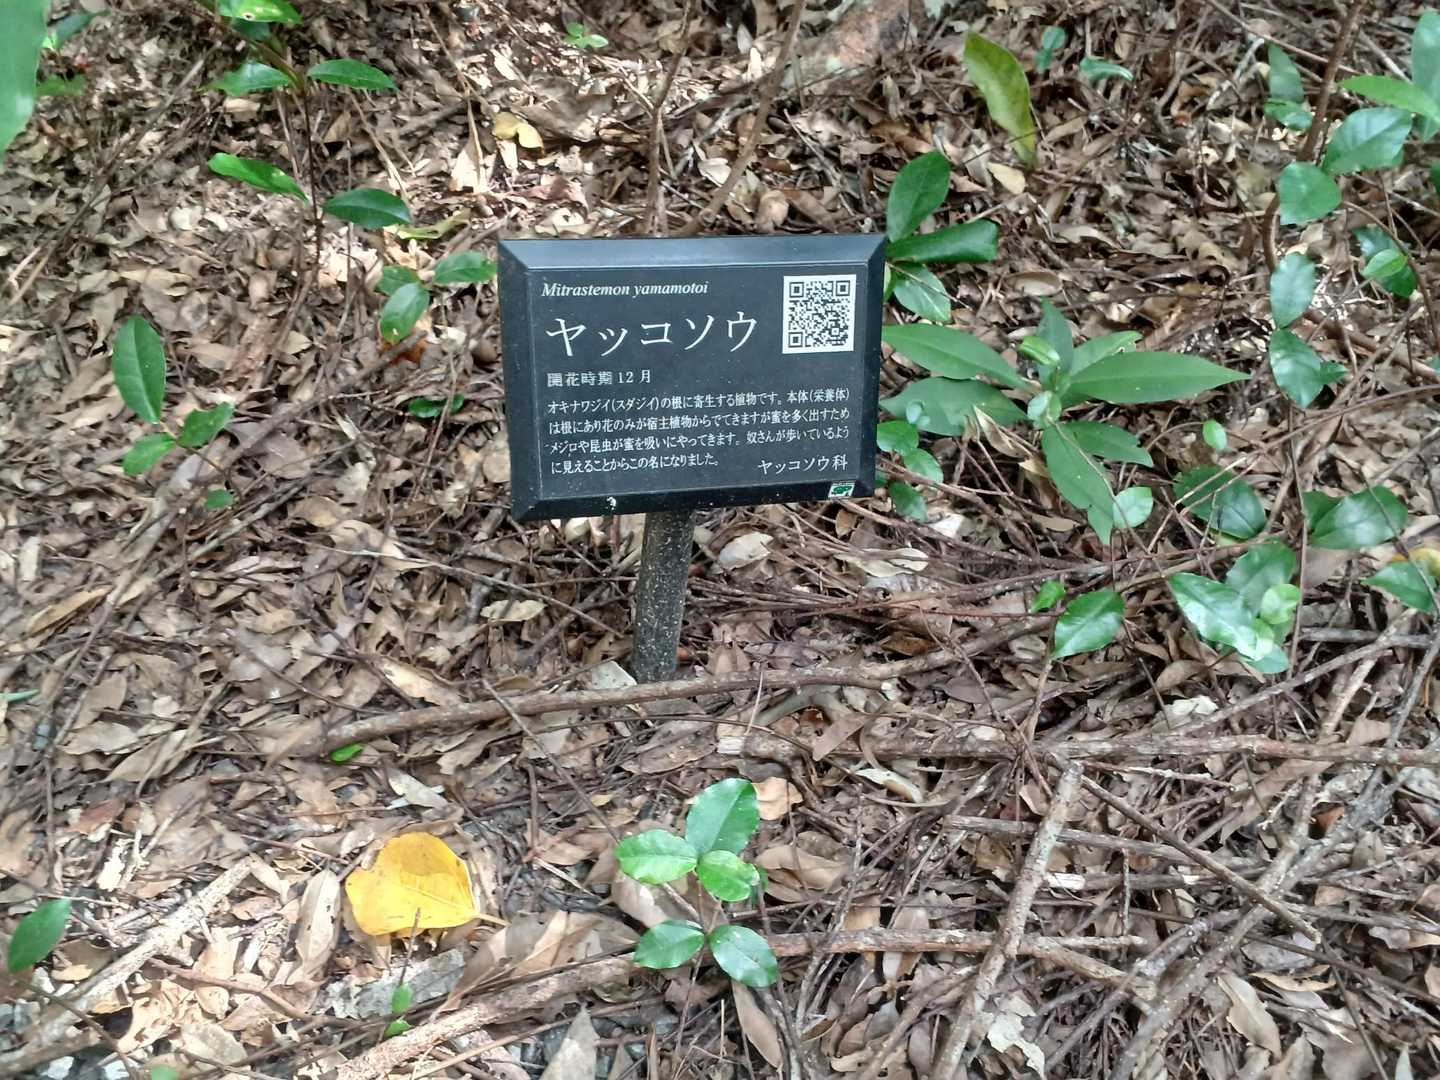 Mitrastemon yamamotoi
ヤッコソウ
開花時期 12 月
オキナワジイ(スダジイ)の根に寄生する植物です。本体(栄養体)
は根にあり花のみが宿主植物からでてきますが蜜を多く出すため
メジロや昆虫が蜜を吸いにやってきます。奴さんが歩いているよう
に見えることからこの名になりました。
ヤッコソウ科